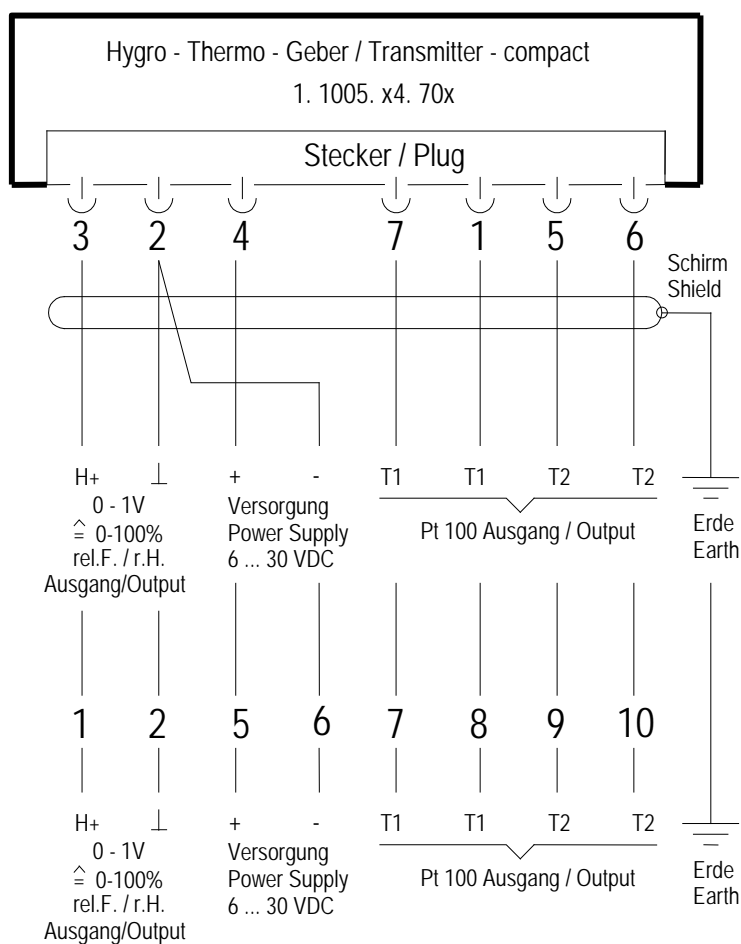 Hygro - Thermo - Geber / Transmitter - compact
1. 1005. x4. 70x
Stecker / Plug
3 2 4 7 1 5 6
Schirm
Shield
H+ ⊥ + - T1 T1 T2 T2
0 - 1V
≙ 0-100%
rel.F. / r.H.
Ausgang/Output
Versorgung
Power Supply
6 ... 30 VDC
Pt 100 Ausgang / Output
Erde
Earth
1 2 5 6 7 8 9 10
H+ ⊥ + - T1 T1 T2 T2
0 - 1V
≙ 0-100%
rel.F. / r.H.
Ausgang/Output
Versorgung
Power Supply
6 ... 30 VDC
Pt 100 Ausgang / Output
Erde
Earth